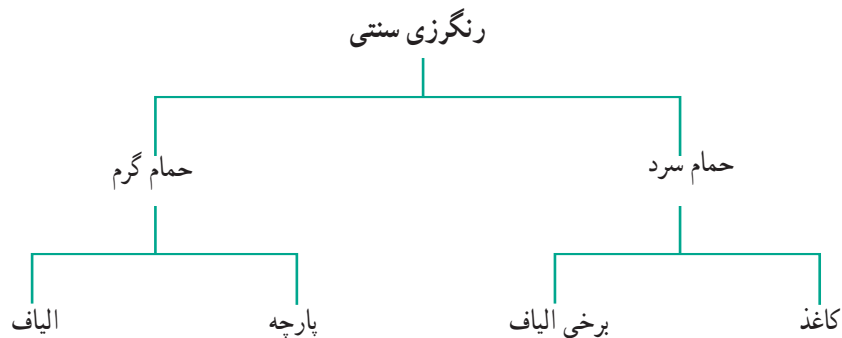 رنگرزی سنتی
حمام سرد
حمام گرم
کاغذ
برخی الیاف
پارچه
الیاف